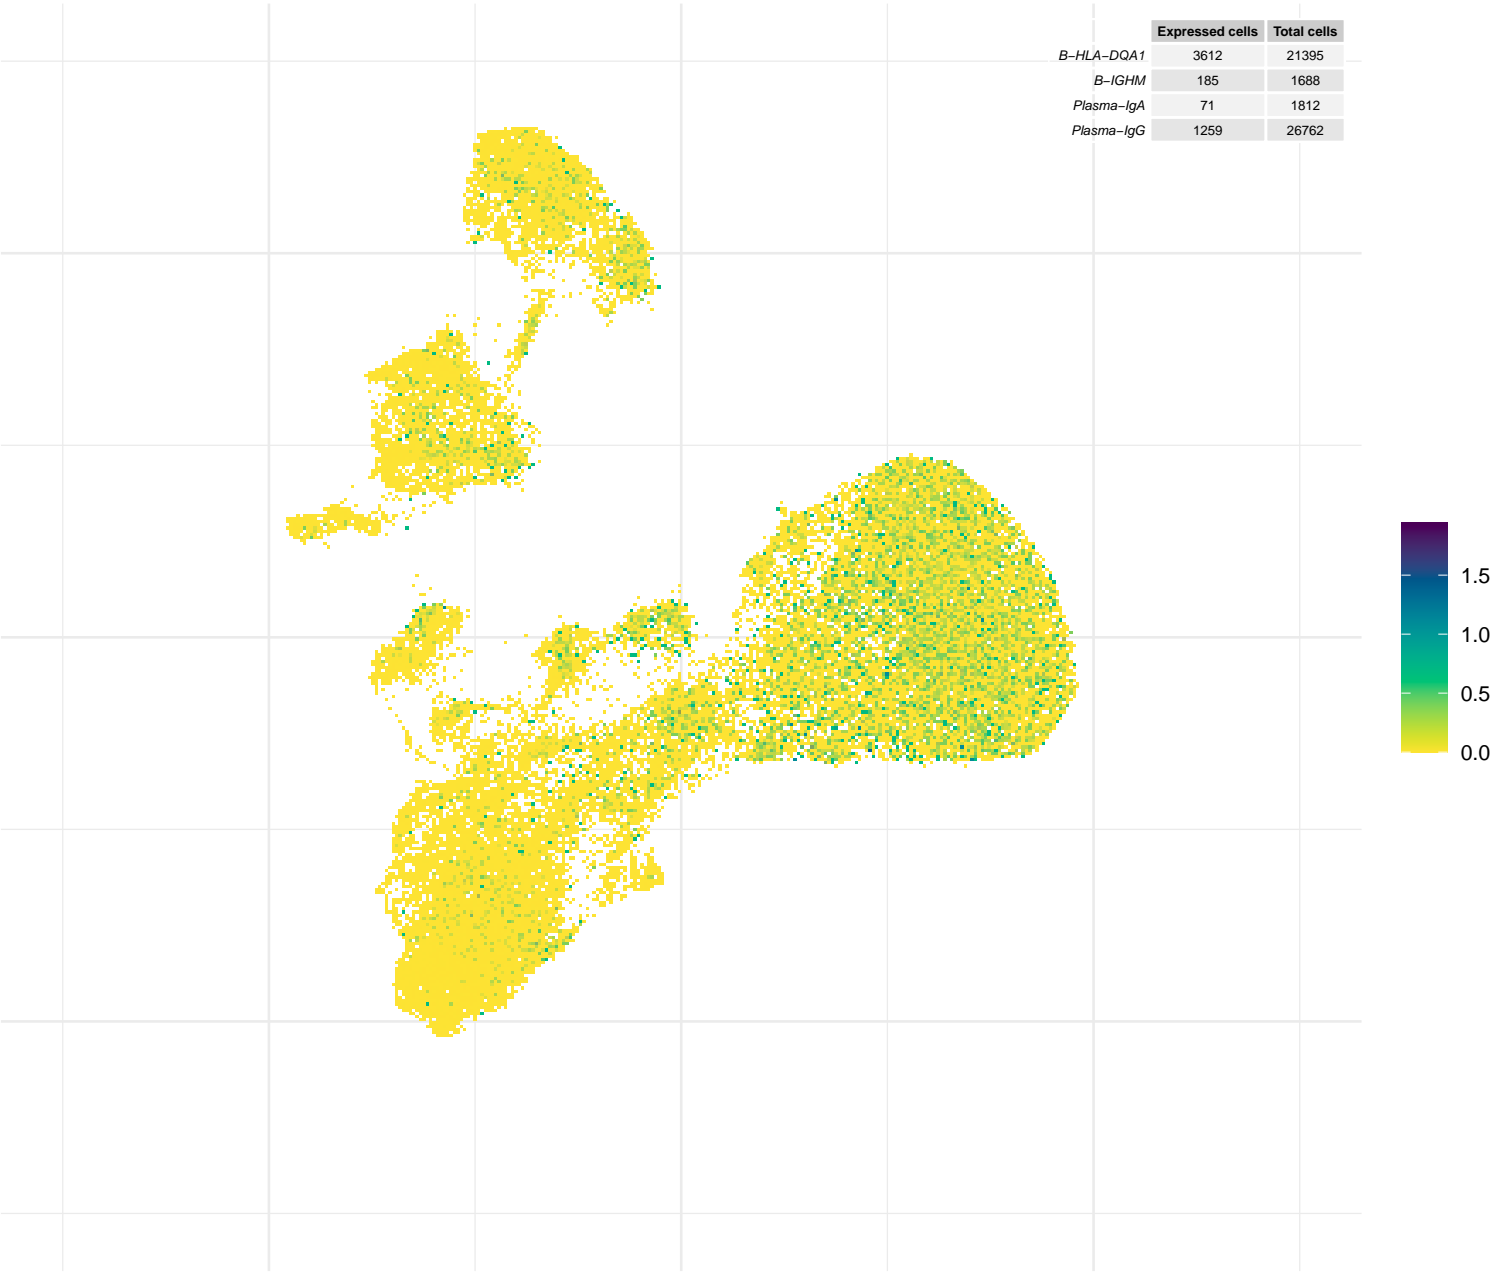 Expressed cells Total cells
B−HLA−DQA1 3612 21395
B−IGHM 185 1688
Plasma−IgA 71 1812
Plasma−IgG 1259 26762
1.5
1.0
0.5
0.0